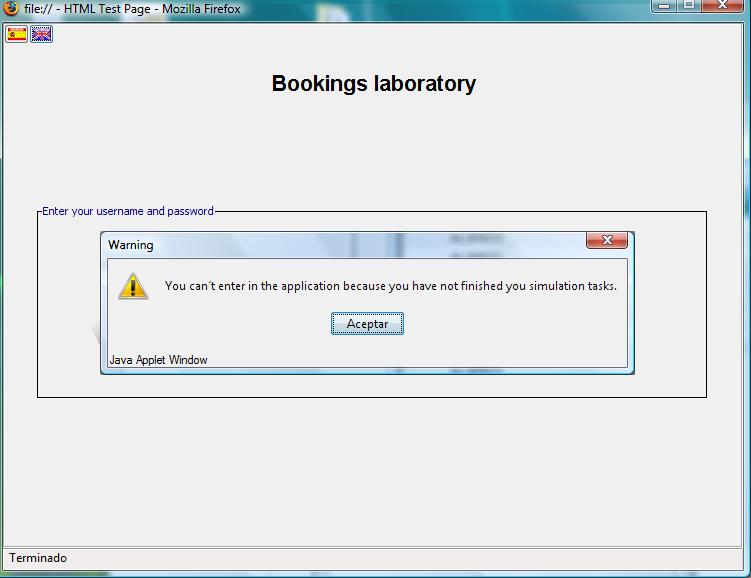 file:// - HTML Test Page - Mozilla Firefox
Bookings laboratory
Enter your username and password
Warning
You can´t enter in the application because you have not finished you simulation tasks.
Aceptar
Java Applet Window
Terminado